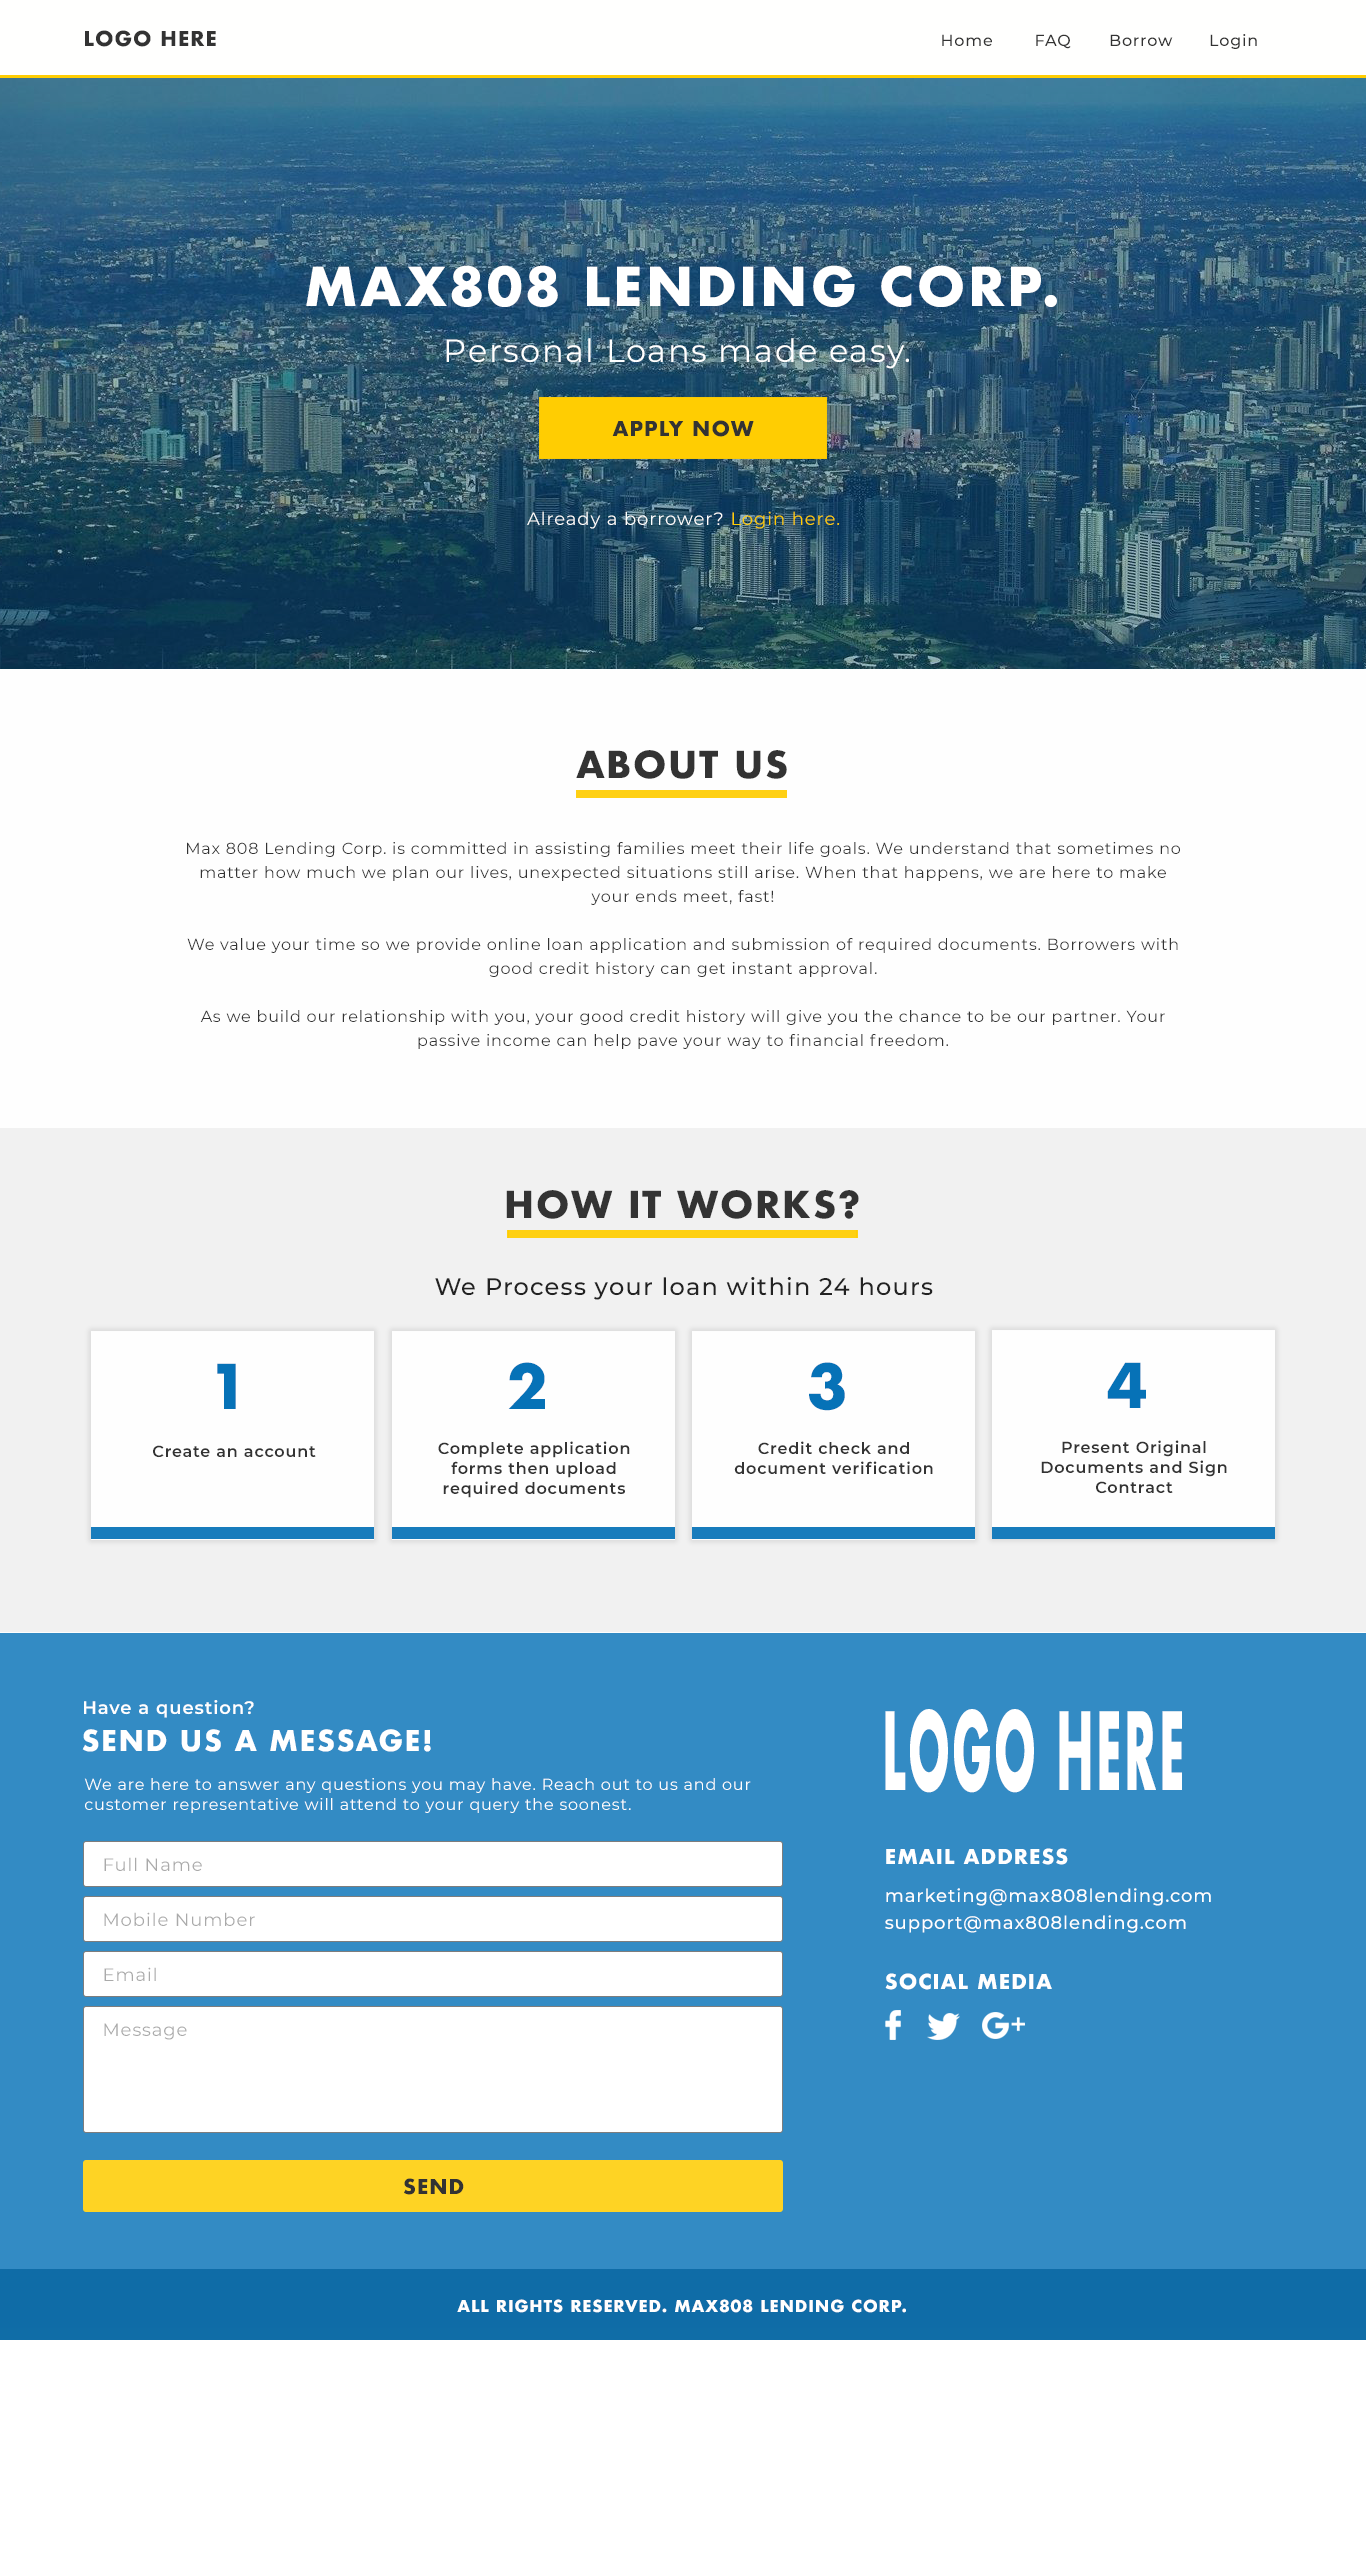 LOGO HERE
Home FAQ Borrow Login
MAX808 LENDING CORP.
Personal Loans made easy.
APPLY NOW
Already a borrower? Login here.
ABOUT US
Max 808 Lending Corp. is committed in assisting families meet their life goals. We understand that sometimes no
matter how much we plan our lives, unexpected situations still arise. When that happens, we are here to make
your ends meet, fast!
We value your time so we provide online loan application and submission of required documents. Borrowers with
good credit history can get instant approval.
As we build our relationship with you, your good credit history will give you the chance to be our partner. Your
passive income can help pave your way to financial freedom.
HOW IT WORKS?
We Process your loan within 24 hours
1
Create an account
2
Complete application
forms then upload
required documents
3
Credit check and
document verification
4
Present Original
Documents and Sign
Contract
Have a question?
SEND US A MESSAGE!
We are here to answer any questions you may have. Reach out to us and our
customer representative will attend to your query the soonest.
Full Name
Mobile Number
Email
Message
SEND
LOGO HERE
EMAIL ADDRESS
marketing@max808lending.com
support@max808lending.com
SOCIAL MEDIA
f G+
ALL RIGHTS RESERVED. MAX808 LENDING CORP.